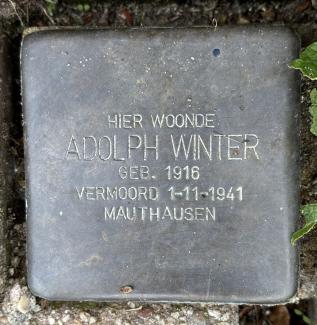 HIER WOONDE
ADOLPH WINTER
GEB. 1916
VERMOORD 1-11-1941
MAUTHAUSEN